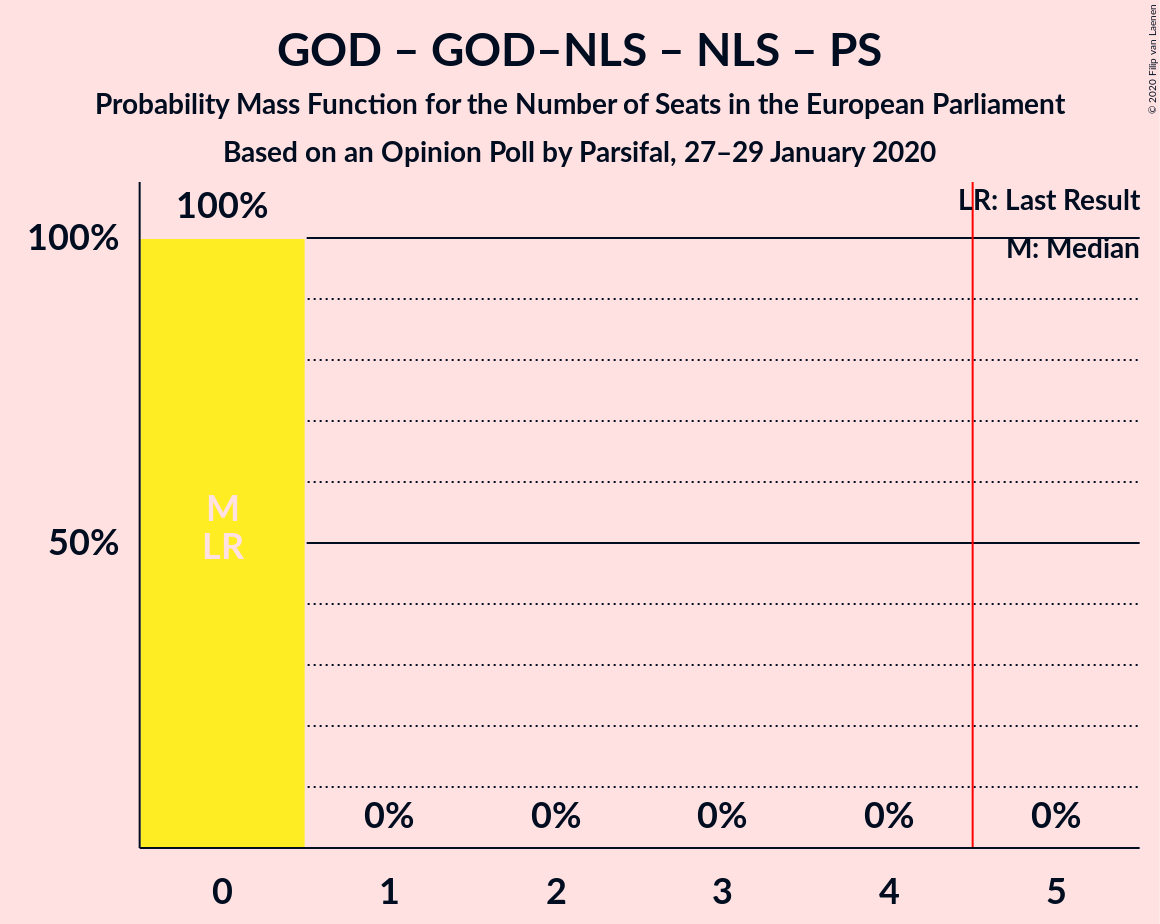 GOD – GOD–NLS – NLS – PS
Probability Mass Function for the Number of Seats in the European Parliament
Based on an Opinion Poll by Parsifal, 27–29 January 2020
© 2020 Filip van Laenen
LR: Last Result
M: Median
100%
100%
50%
M
LR
0%
0%
0%
0%
0%
0
1
2
3
4
5